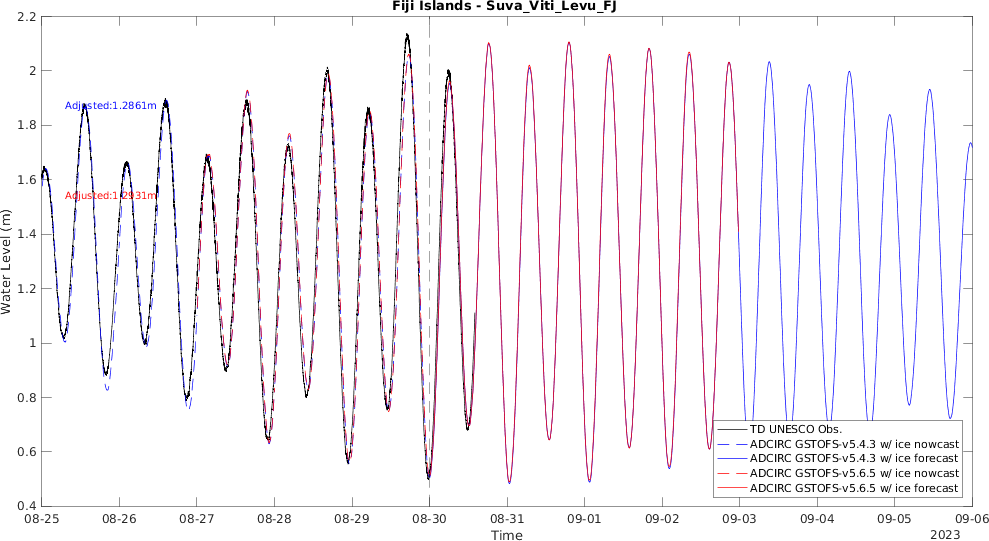 Fiji Islands - Suva_Viti_Levu_FJ
2.2
2
1.8
1.6
1.4
1.2
1
0.8
0.6
0.4
Water Level (m)
Adjusted:1.2861m
Adjusted:1.2931m
TD UNESCO Obs.
ADCIRC GSTOFS-v5.4.3 w/ ice nowcast
ADCIRC GSTOFS-v5.4.3 w/ ice forecast
ADCIRC GSTOFS-v5.6.5 w/ ice nowcast
ADCIRC GSTOFS-v5.6.5 w/ ice forecast
08-25 08-26 08-27 08-28 08-29 08-30 08-31 09-01 09-02 09-03 09-04 09-05 09-06
Time
2023